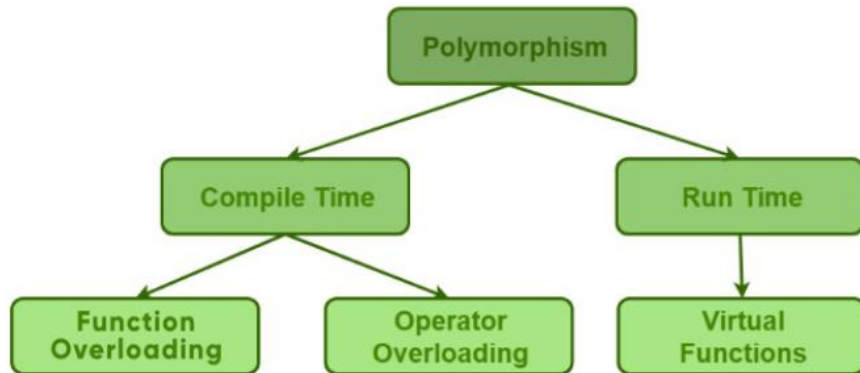 Polymorphism
Compile Time
Run Time
Function
Overloading
Operator
Overloading
Virtual
Functions